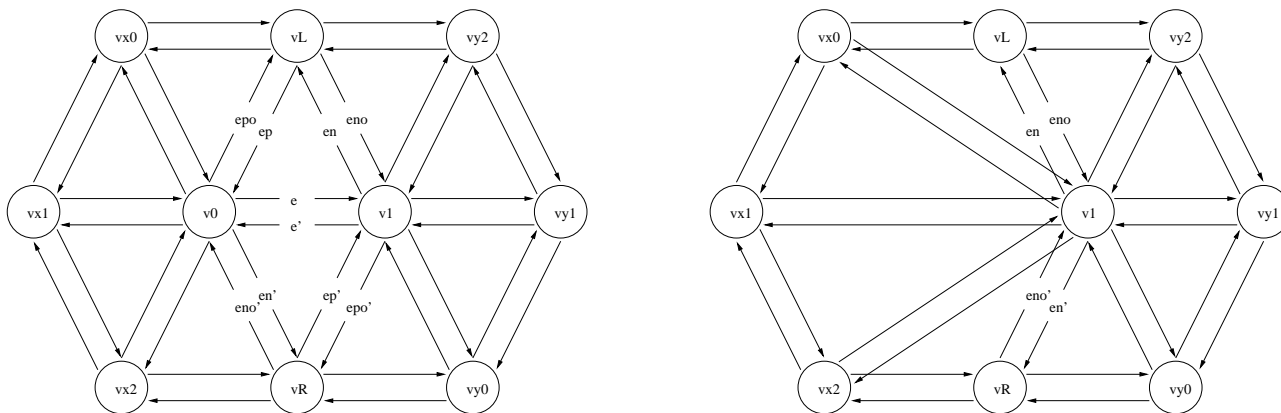 vx0 vL vy2
epo eno
ep en
vx1 v0 e v1 vy1
e'
en' ep'
eno' epo'
vx2 vR vy0
vx0 vL vy2
eno
en
vx1 v1 vy1
eno'
en'
vx2 vR vy0